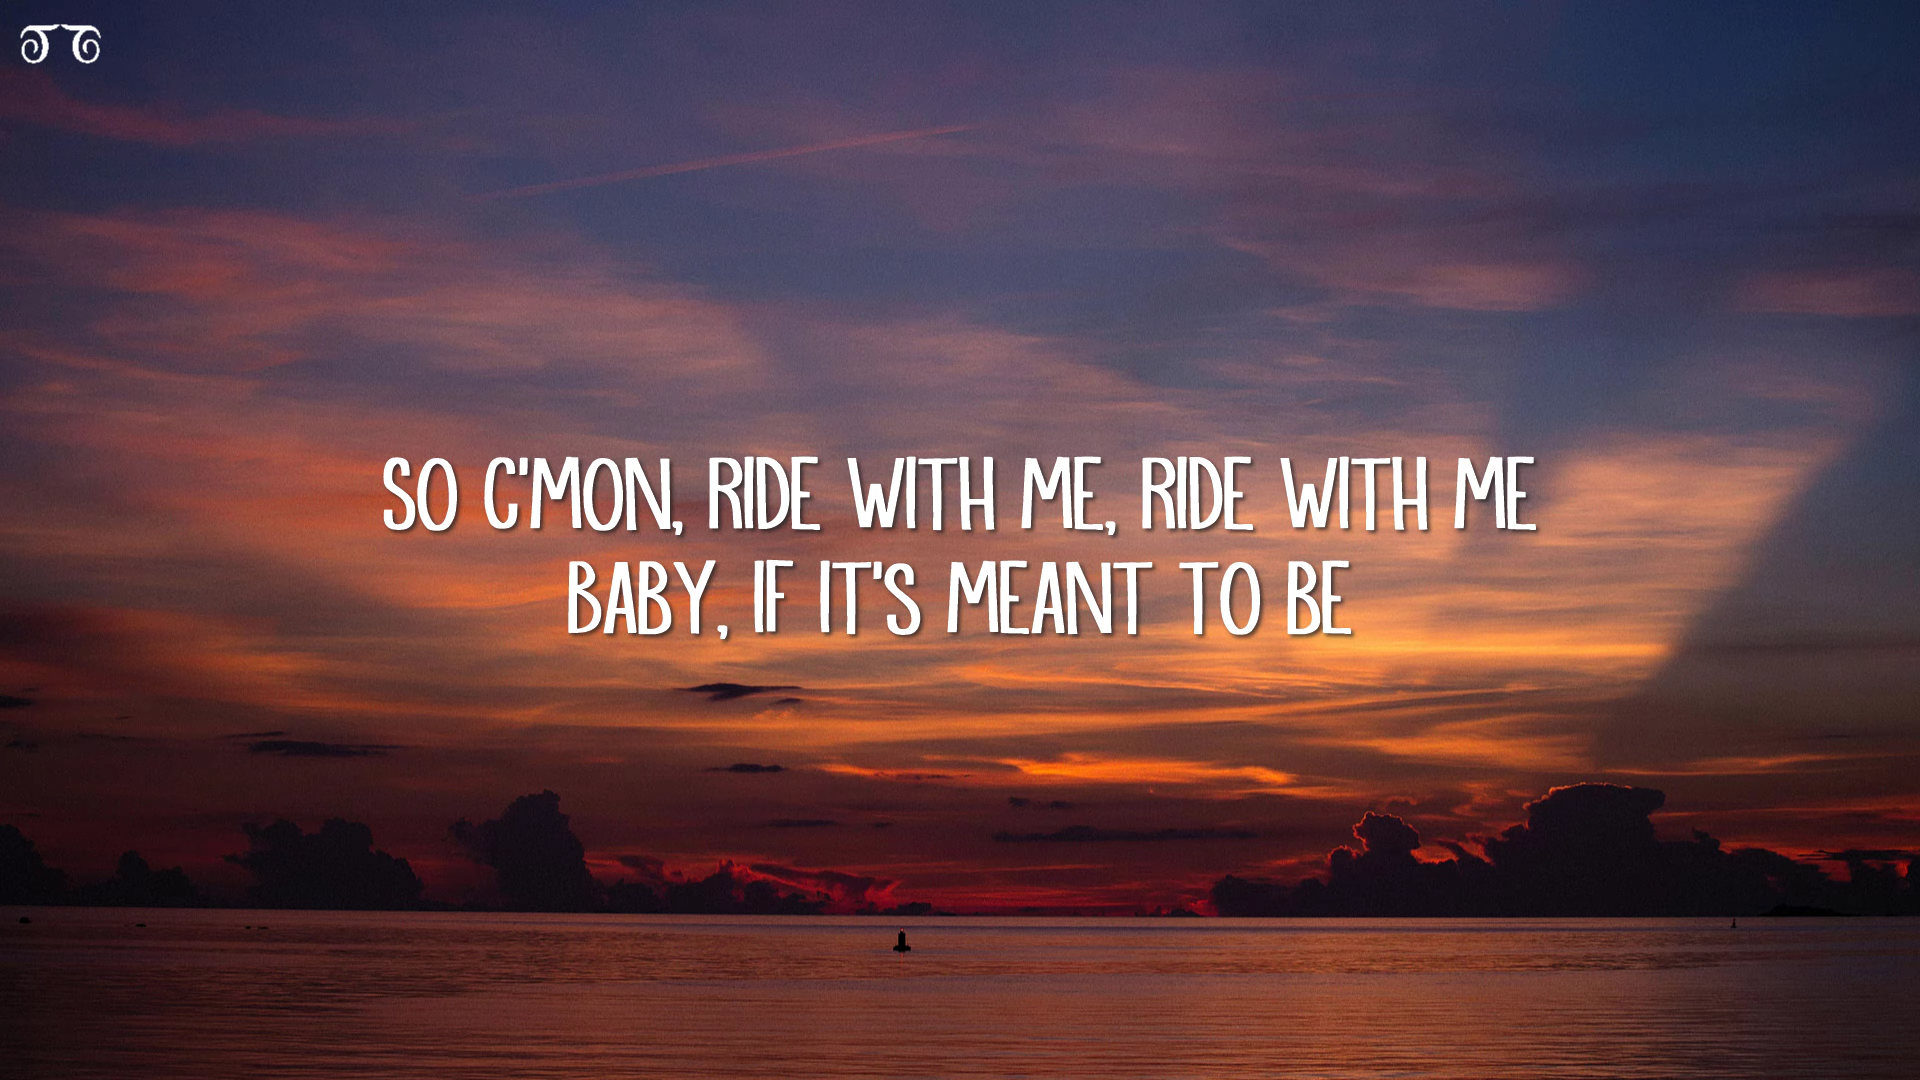 SO C'MON, RIDE WITH ME, RIDE WITH ME
BABY, IF IT'S MEANT TO BE